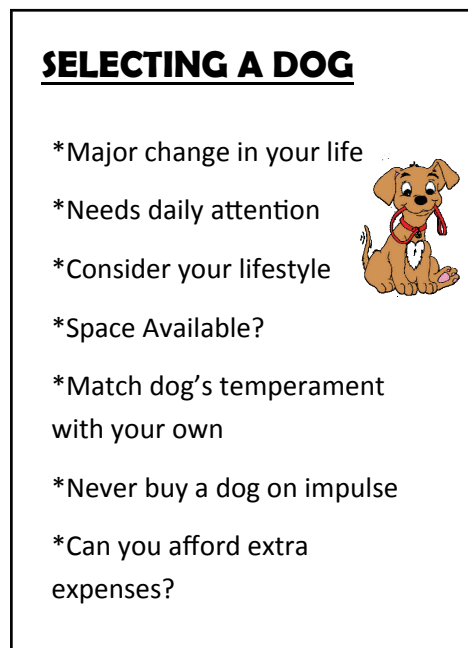 SELECTING A DOG
*Major change in your life
*Needs daily attention
*Consider your lifestyle
*Space Available?
*Match dog’s temperament
with your own
*Never buy a dog on impulse
*Can you afford extra
expenses?